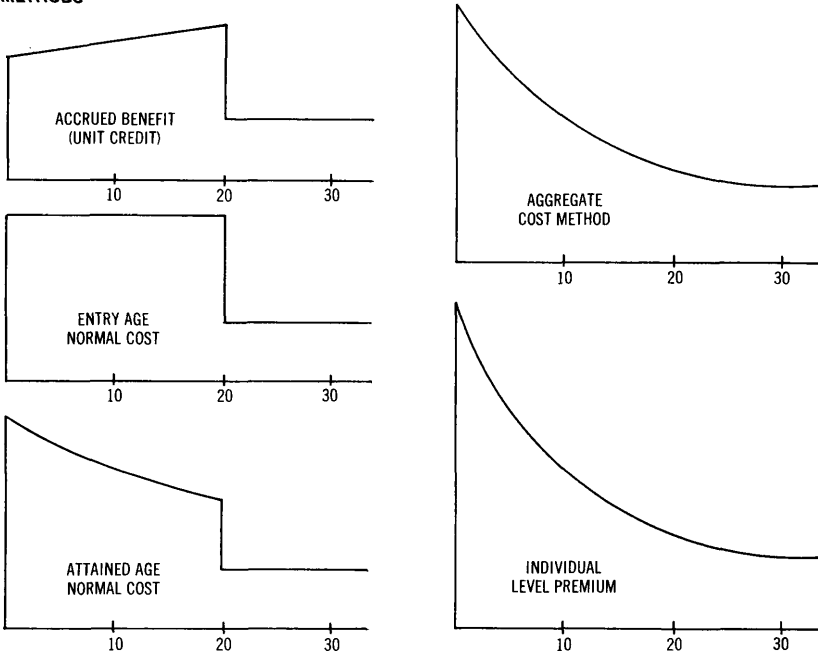 ACCRUED BENEFIT
(UNIT CREDIT)
10 20 30
ENTRY AGE
NORMAL COST
10 20 30
ATTAINED AGE
NORMAL COST
10 20 30
AGGREGATE
COST METHOD
10 20 30
INDIVIDUAL
LEVEL PREMIUM
10 20 30